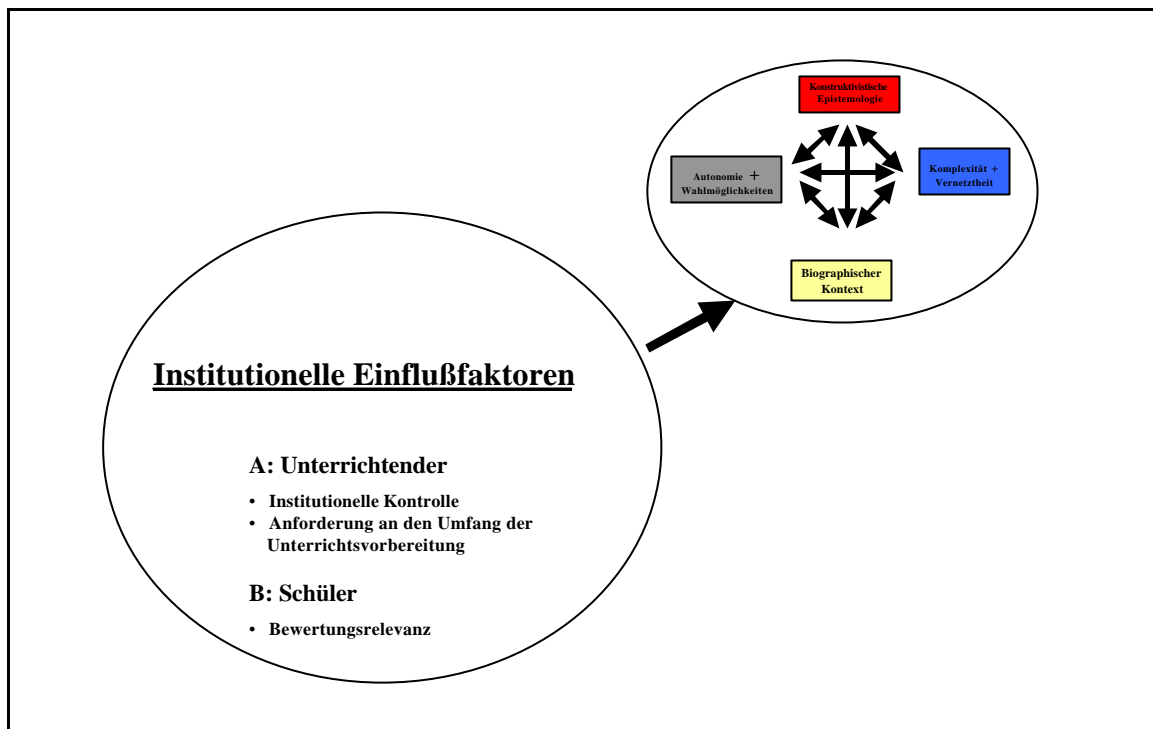 Konstruktivistische
Epistemologie
Autonomie +
Wahlmöglichkeiten
Komplexität +
Vernetztheit
Biographischer
Kontext
Institutionelle Einflußfaktoren
A: Unterrichtender
• Institutionelle Kontrolle
• Anforderung an den Umfang der
Unterrichtsvorbereitung
B: Schüler
• Bewertungsrelevanz